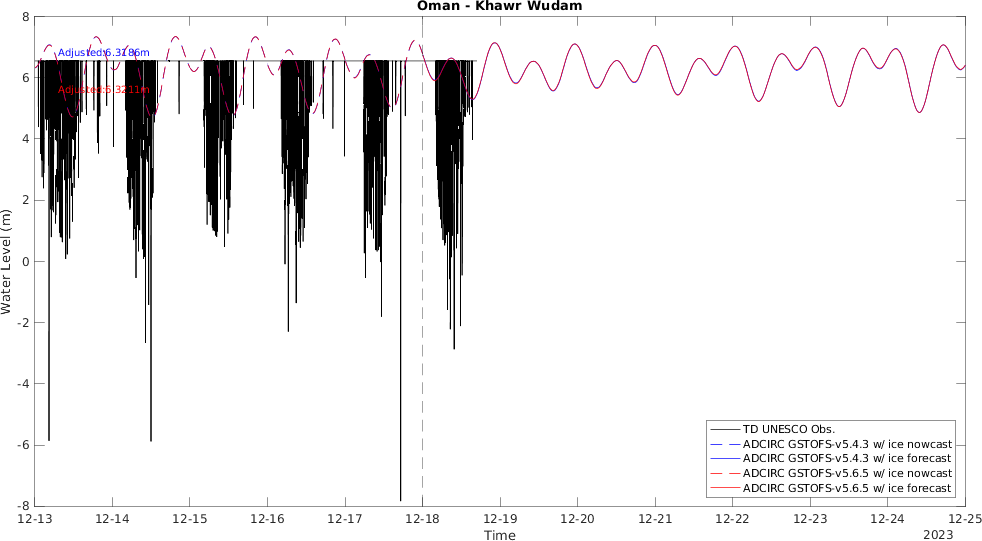 Oman - Khawr Wudam
8
6
4
2
0
-2
-4
-6
-8
Water Level (m)
Adjusted:6.3186m
Adjusted:6.3211m
TD UNESCO Obs.
ADCIRC GSTOFS-v5.4.3 w/ ice nowcast
ADCIRC GSTOFS-v5.4.3 w/ ice forecast
ADCIRC GSTOFS-v5.6.5 w/ ice nowcast
ADCIRC GSTOFS-v5.6.5 w/ ice forecast
12-13 12-14 12-15 12-16 12-17 12-18 12-19 12-20 12-21 12-22 12-23 12-24 12-25
Time
2023